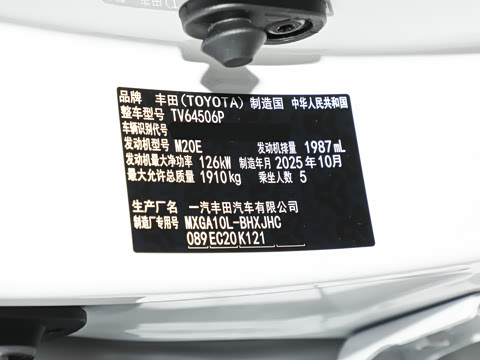 品牌 丰田(TOYOTA) 制造国 中华人民共和国
整车型号 TV64506P
车辆识别代号
发动机型号 M20E 发动机排量 1987mL
发动机最大净功率 126kW 制造年月 2025年10月
最大允许总质量 1910kg 乘坐人数 5
生产厂名 一汽丰田汽车有限公司
制造厂专用号 MXGA10L-BHXJHC
089 EC20 K121